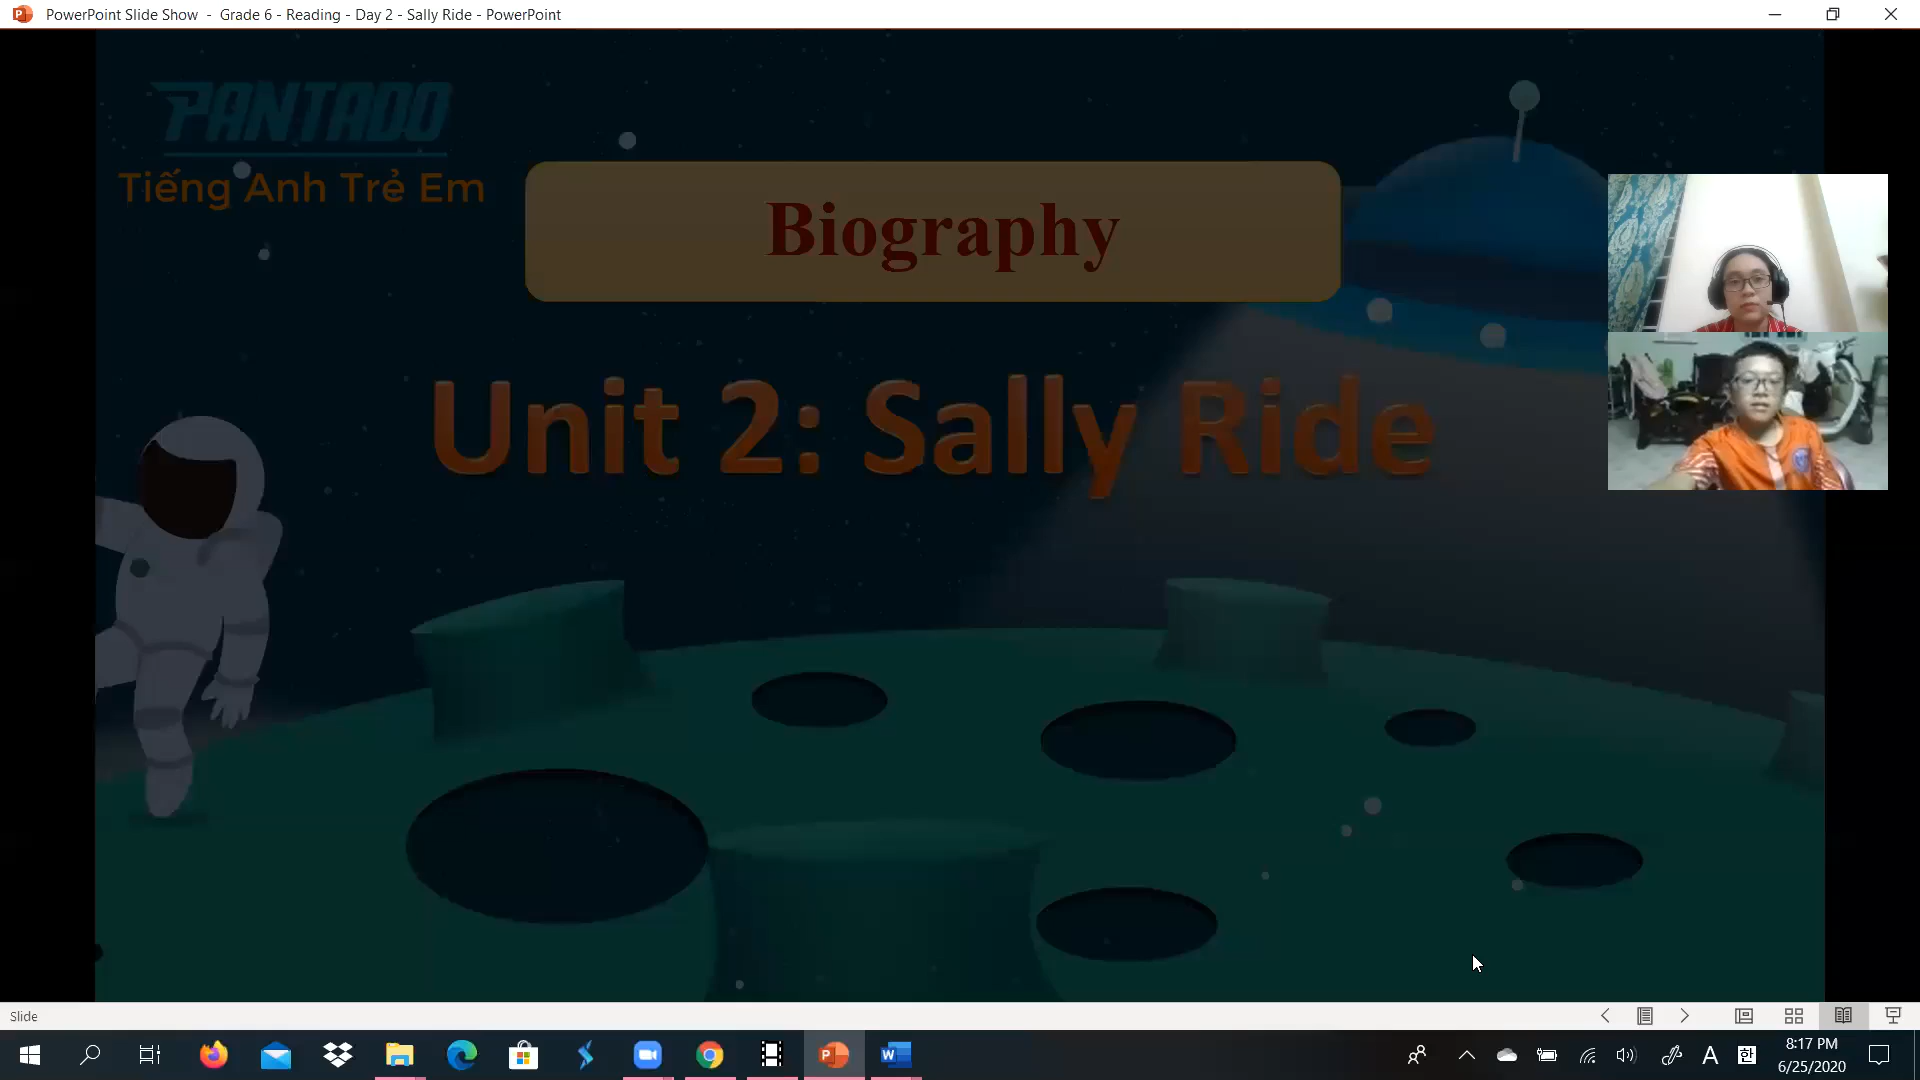 PowerPoint Slide Show - Grade 6 - Reading - Day 2 - Sally Ride - PowerPoint
PANTADO
Tiếng Anh Trẻ Em
Biography
Unit 2: Sally Ride
Slide
A
한
8:17 PM
6/25/2020